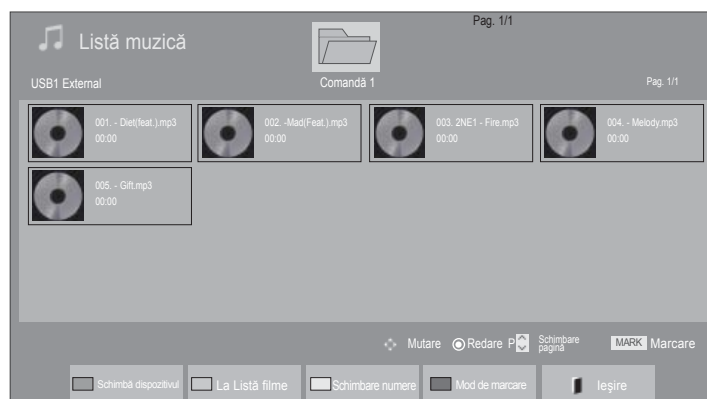 Pag. 1/1
Listă muzică
USB1 External
Comandă 1
Pag. 1/1
001. - Diet(feat.).mp3
00:00
002. -Mad(Feat.).mp3
00:00
003. 2NE1 - Fire.mp3
00:00
004. - Melody.mp3
00:00
005. - Gift.mp3
00:00
Mutare
Redare
P
Schimbare
pagină
MARK Marcare
Schimbă dispozitivul
La Listă filme
Schimbare numere
Mod de marcare
Ieşire